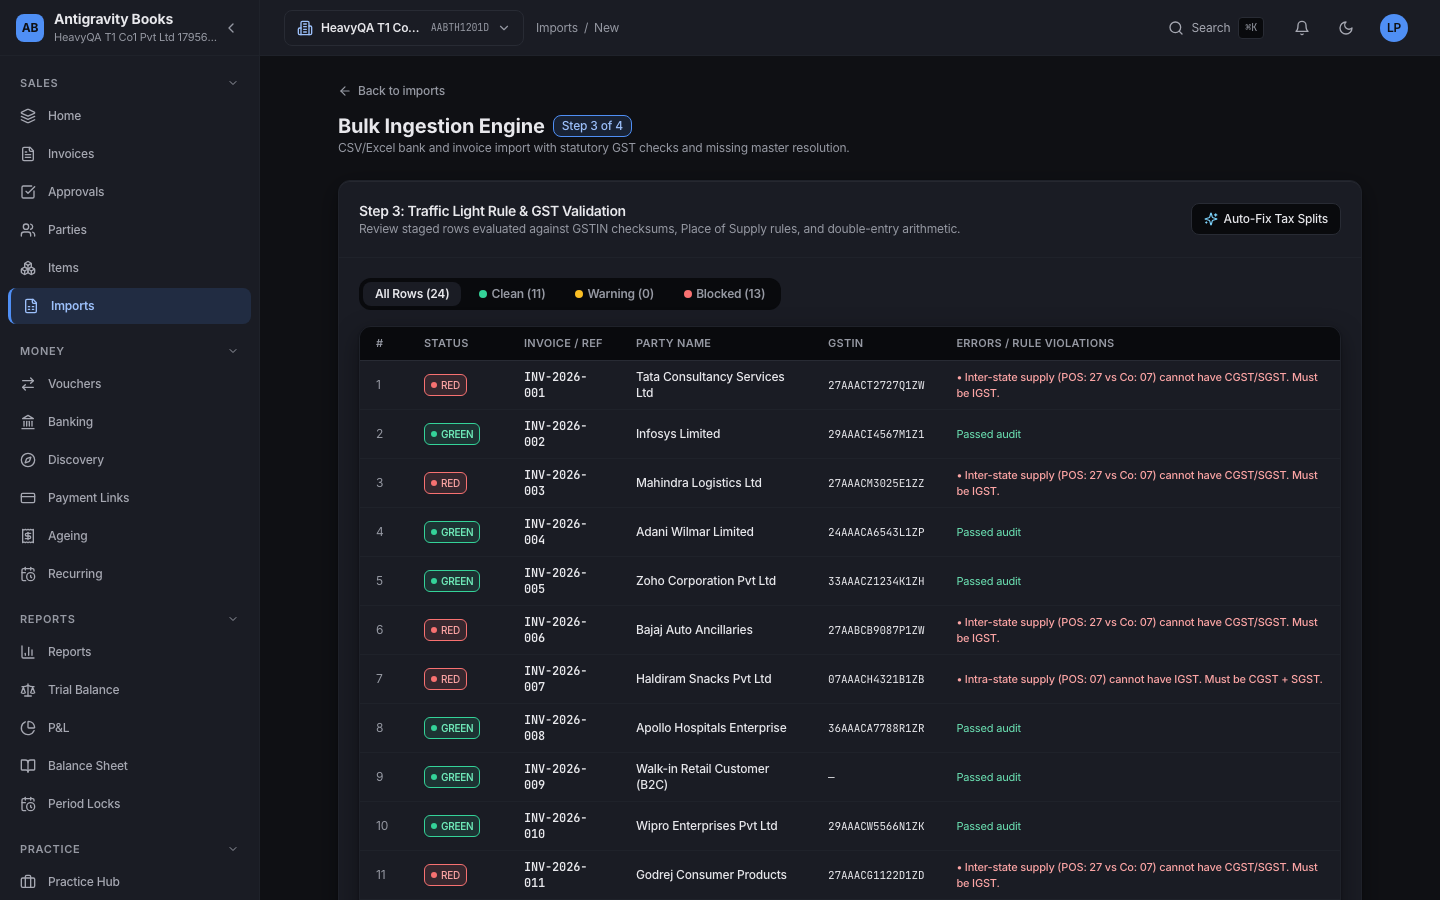 AB
Antigravity Books
HeavyQA T1 Co1 Pvt Ltd 17956...
HeavyQA T1 Co...
AABTH1201D
Imports / New
Search
⌘K
LP
SALES
Home
Invoices
Approvals
Parties
Items
Imports
MONEY
Vouchers
Banking
Discovery
Payment Links
Ageing
Recurring
REPORTS
Reports
Trial Balance
P&L
Balance Sheet
Period Locks
PRACTICE
Practice Hub
Back to imports
Bulk Ingestion Engine
Step 3 of 4
CSV/Excel bank and invoice import with statutory GST checks and missing master resolution.
Step 3: Traffic Light Rule & GST Validation
Review staged rows evaluated against GSTIN checksums, Place of Supply rules, and double-entry arithmetic.
Auto-Fix Tax Splits
All Rows (24)
Clean (11)
Warning (0)
Blocked (13)
# STATUS INVOICE / REF PARTY NAME GSTIN ERRORS / RULE VIOLATIONS
1 RED INV-2026-
001
Tata Consultancy Services
Ltd
27AAACT2727Q1ZW
• Inter-state supply (POS: 27 vs Co: 07) cannot have CGST/SGST. Must
be IGST.
2 GREEN INV-2026-
002
Infosys Limited
29AAACI4567M1Z1
Passed audit
3 RED INV-2026-
003
Mahindra Logistics Ltd
27AAACM3025E1ZZ
• Inter-state supply (POS: 27 vs Co: 07) cannot have CGST/SGST. Must
be IGST.
4 GREEN INV-2026-
004
Adani Wilmar Limited
24AAACA6543L1ZP
Passed audit
5 GREEN INV-2026-
005
Zoho Corporation Pvt Ltd
33AAACZ1234K1ZH
Passed audit
6 RED INV-2026-
006
Bajaj Auto Ancillaries
27AABCB9087P1ZW
• Inter-state supply (POS: 27 vs Co: 07) cannot have CGST/SGST. Must
be IGST.
7 RED INV-2026-
007
Haldiram Snacks Pvt Ltd
07AAACH4321B1ZB
• Intra-state supply (POS: 07) cannot have IGST. Must be CGST + SGST.
8 GREEN INV-2026-
008
Apollo Hospitals Enterprise
36AAACA7788R1ZR
Passed audit
9 GREEN INV-2026-
009
Walk-in Retail Customer
(B2C)
—
Passed audit
10 GREEN INV-2026-
010
Wipro Enterprises Pvt Ltd
29AAACW5566N1ZK
Passed audit
11 RED INV-2026-
011
Godrej Consumer Products
27AAACG1122D1ZD
• Inter-state supply (POS: 27 vs Co: 07) cannot have CGST/SGST. Must
be IGST.